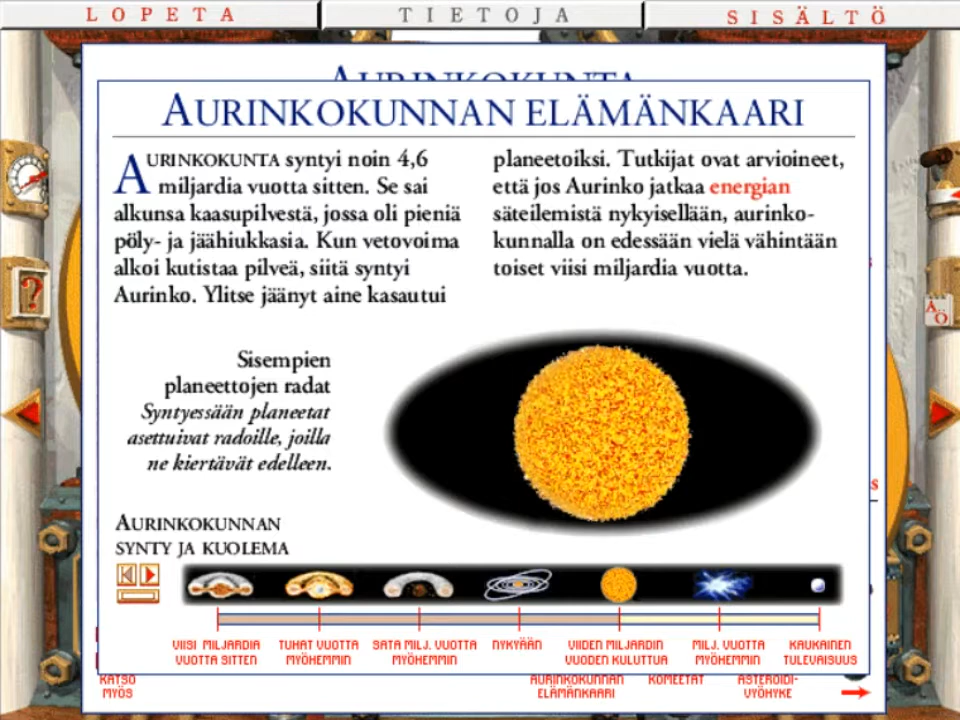 LOPETA
TIETOJA
SISÄLTÖ
AURINKOKUNTA
AURINKOKUNNAN ELÄMÄNKAARI
AURINKOKUNTA syntyi noin 4,6
miljardia vuotta sitten. Se sai
alkunsa kaasupilvestä, jossa oli pieniä
pöly- ja jäähiukkasia. Kun vetovoima
alkoi kutistaa pilveä, siitä syntyi
Aurinko. Ylitse jäänyt aine kasautui
planeetoiksi. Tutkijat ovat arvioineet,
että jos Aurinko jatkaa energian
säteilemistä nykyisellään, aurinko-
kunnalla on edessään vielä vähintään
toiset viisi miljardia vuotta.
?
A
Ö
Sisempien
planeettojen radat
Syntyessään planeetat
asettuivat radoille, joilla
ne kiertävät edelleen.
AURINKOKUNNAN
SYNTY JA KUOLEMA
VIISI MILJARDIA
VUOTTA SITTEN
TUHAT VUOTTA
MYÖHEMMIN
SATA MILJ. VUOTTA
MYÖHEMMIN
NYKYÄÄN
VIIDEN MILJARDIN
VUODEN KULUTTUA
MILJ. VUOTTA
MYÖHEMMIN
KAUKAINEN
TULEVAISUUS
KATSO
MYÖS
AURINKOKUNNAN
ELÄMÄNKAARI
KOMEETAT
ASTEROIDI-
VYÖHYKE